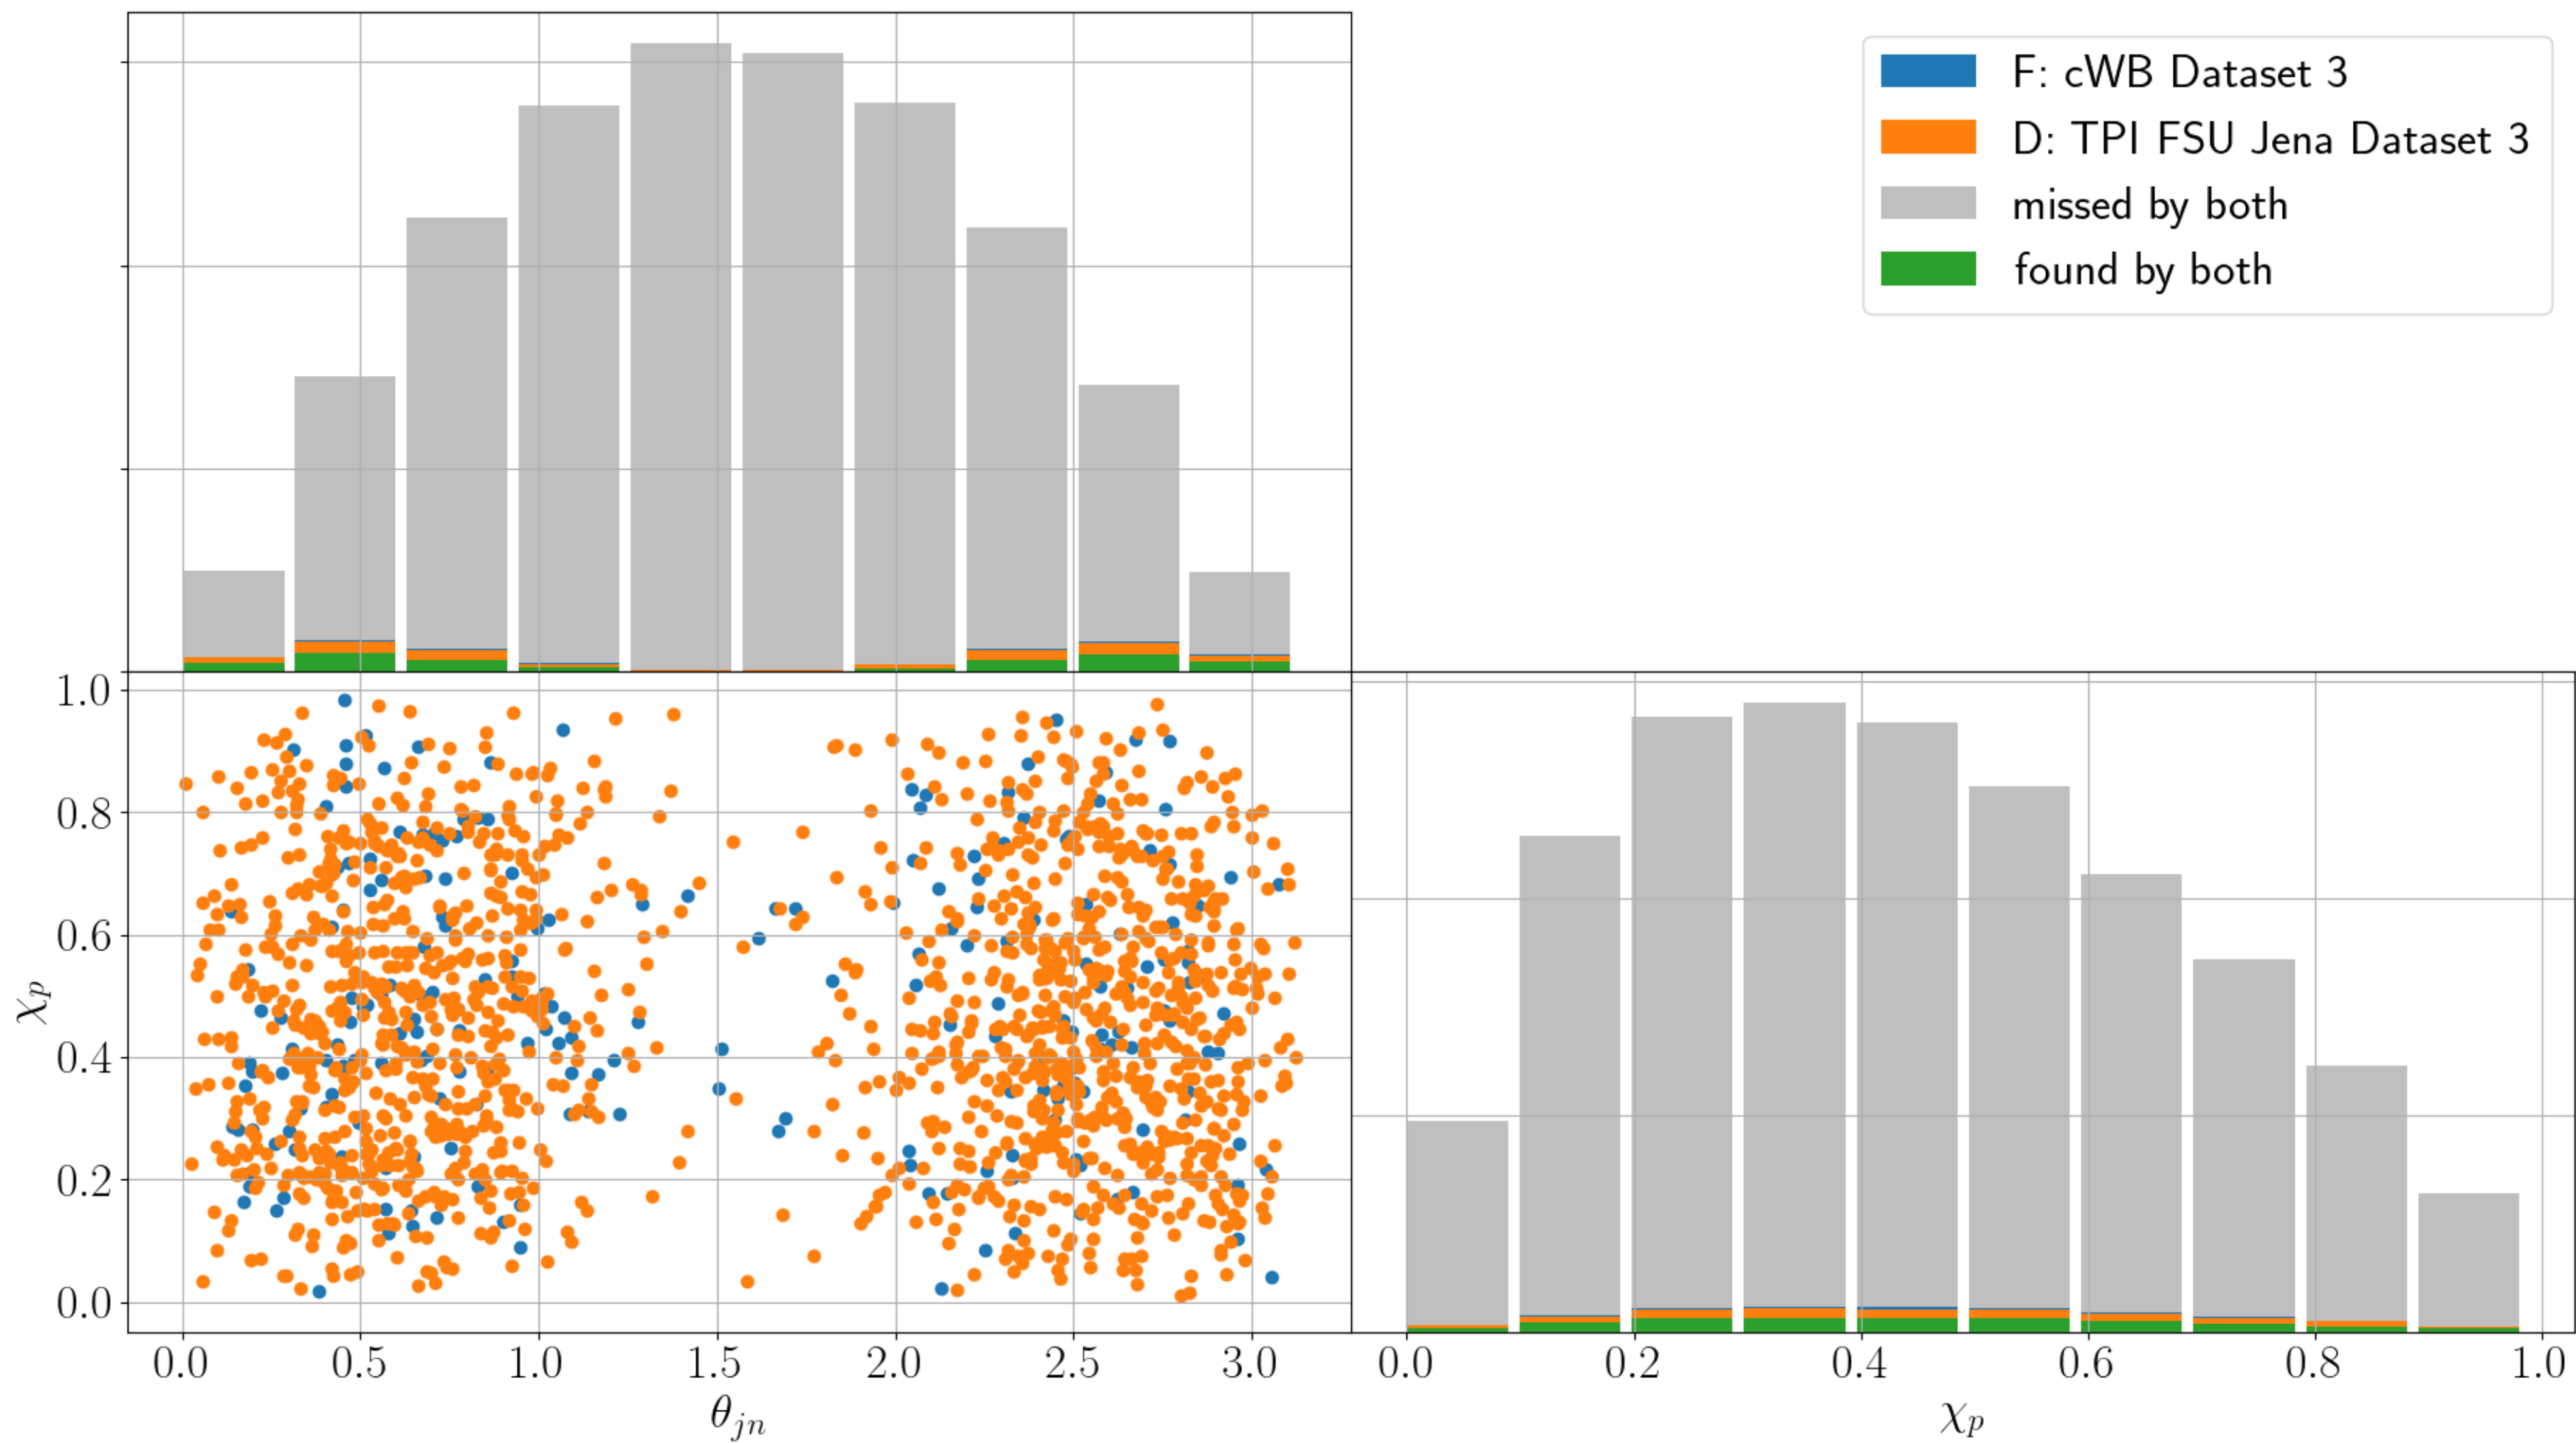 F: cWB Dataset 3
D: TPI FSU Jena Dataset 3
missed by both
found by both
1.0
0.8
0.6
0.4
0.2
0.0
χp
0.0 0.5 1.0 1.5 2.0 2.5 3.0
θjn
0.0 0.2 0.4 0.6 0.8 1.0
χp